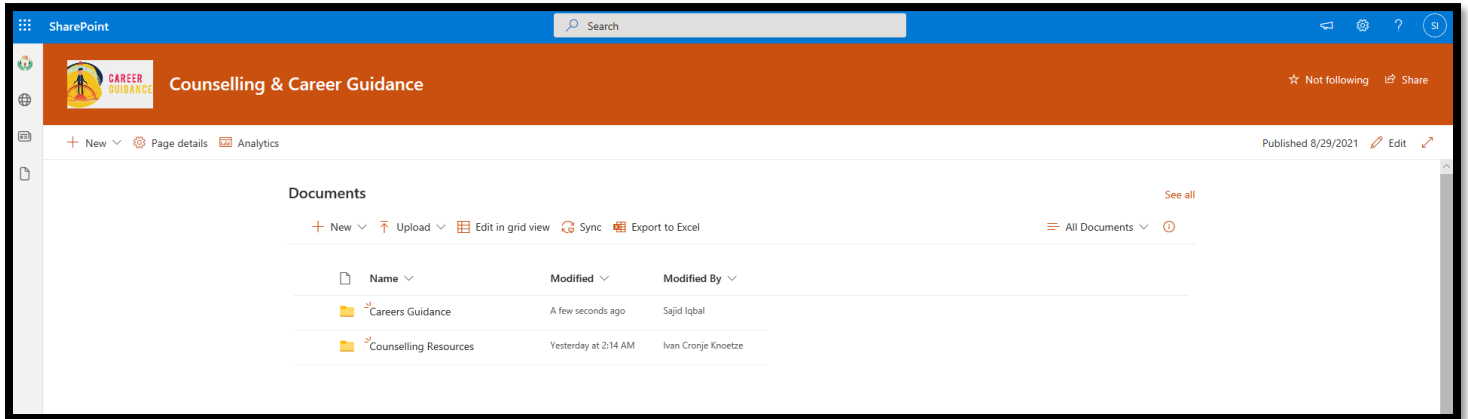 SharePoint Search SI
CAREER
GUIDANCE
Counselling & Career Guidance Not following Share
New Page details Analytics Published 8/29/2021 Edit
Documents See all
New Upload Edit in grid view Sync Export to Excel All Documents
Name Modified Modified By
Careers Guidance A few seconds ago Sajid Iqbal
Counselling Resources Yesterday at 2:14 AM Ivan Cronje Knoetze